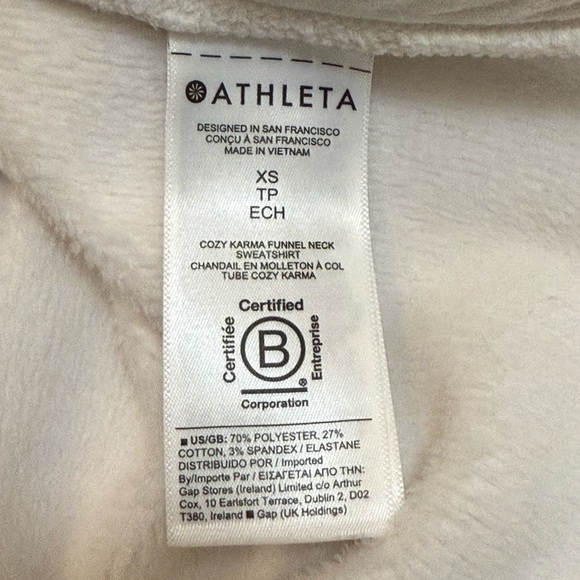 ATHLETA
DESIGNED IN SAN FRANCISCO
CONÇU À SAN FRANCISCO
MADE IN VIETNAM
XS
TP
ECH
COZY KARMA FUNNEL NECK
SWEATSHIRT
CHANDAIL EN MOLLETON À COL
TUBE COZY KARMA
Certified
Certifiée
B
Entreprise
®
Corporation
■ US/GB: 70% POLYESTER, 27%
COTTON, 3% SPANDEX / ELASTANE
DISTRIBUIDO POR / Imported
By/Importe Par / ΕΙΣΑΓΕΤΑΙ ΑΠΟ ΤΗΝ:
Gap Stores (Ireland) Limited c/o Arthur
Cox, 10 Earlsfort Terrace, Dublin 2, D02
T380, Ireland ■ Gap (UK Holdings)